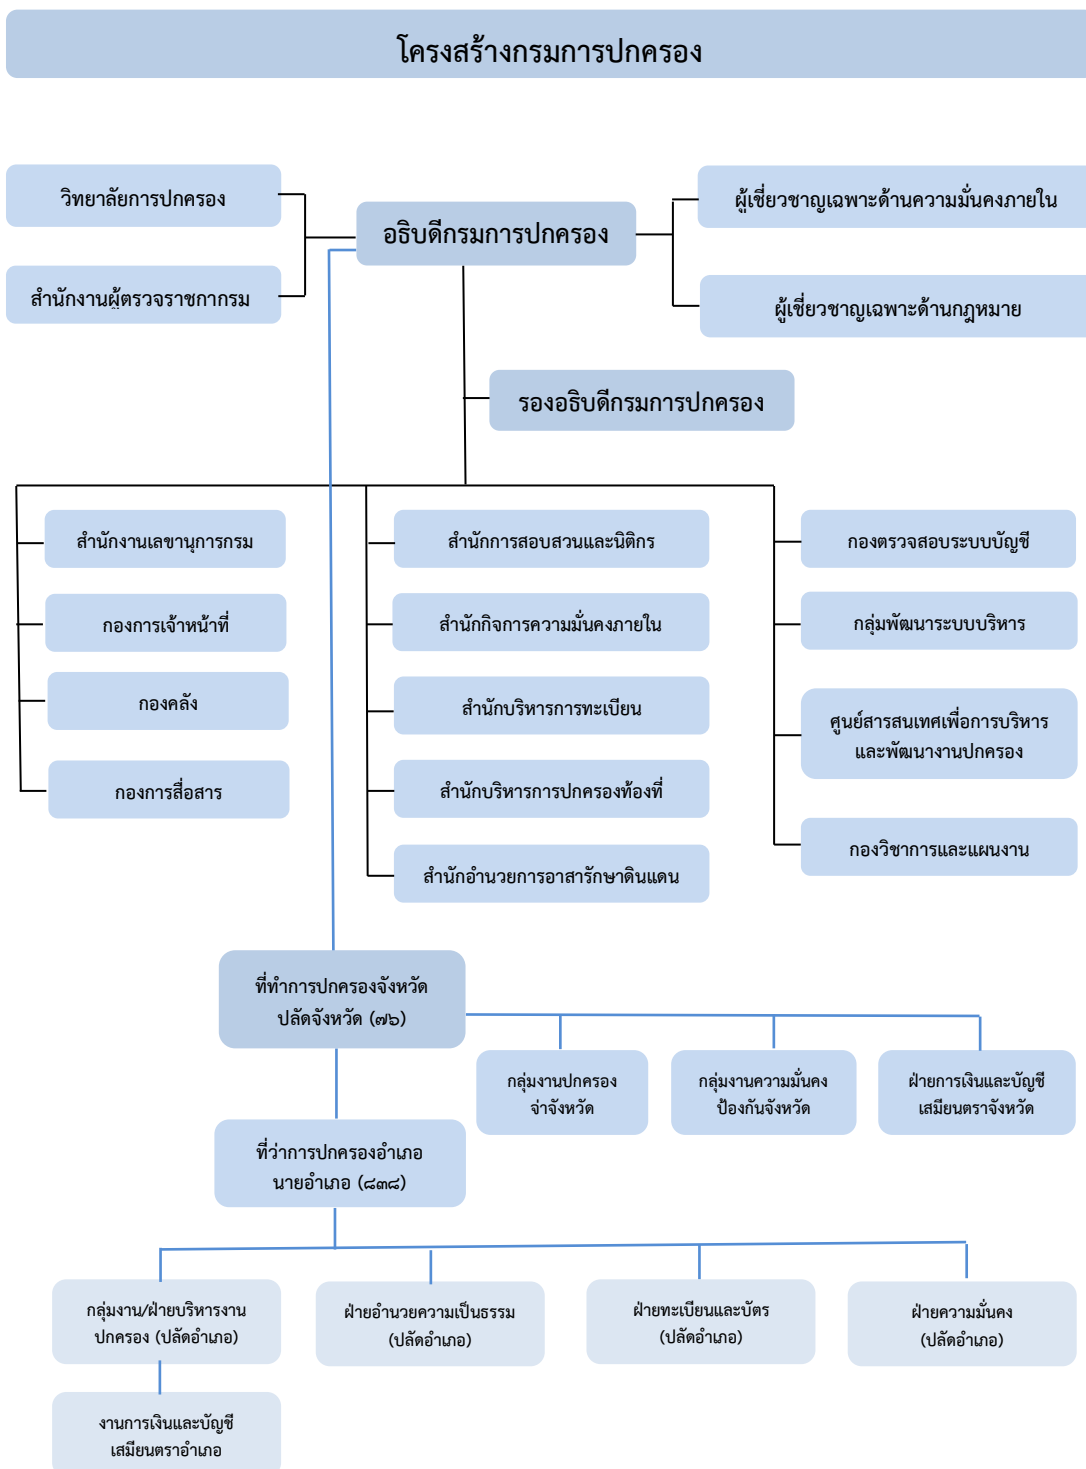 โครงสร้างกรมการปกครอง
วิทยาลัยการปกครอง
ผู้เชี่ยวชาญเฉพาะด้านความมั่นคงภายใน
อธิบดีกรมการปกครอง
สำนักงานผู้ตรวจราชการกรม
ผู้เชี่ยวชาญเฉพาะด้านกฎหมาย
รองอธิบดีกรมการปกครอง
สำนักงานเลขานุการกรม
กองการเจ้าหน้าที่
กองคลัง
กองการสื่อสาร
สำนักการสอบสวนและนิติกร
สำนักกิจการความมั่นคงภายใน
สำนักบริหารการทะเบียน
สำนักบริหารการปกครองท้องที่
สำนักอำนวยการอาสารักษาดินแดน
กองตรวจสอบระบบบัญชี
กลุ่มพัฒนาระบบบริหาร
ศูนย์สารสนเทศเพื่อการบริหาร
และพัฒนางานปกครอง
กองวิชาการและแผนงาน
ที่ทำการปกครองจังหวัด
ปลัดจังหวัด (๗๖)
กลุ่มงานปกครอง
จ่าจังหวัด
กลุ่มงานความมั่นคง
ป้องกันจังหวัด
ฝ่ายการเงินและบัญชี
เสมียนตราจังหวัด
ที่ว่าการปกครองอำเภอ
นายอำเภอ (๘๓๘)
กลุ่มงาน/ฝ่ายบริหารงาน
ปกครอง (ปลัดอำเภอ)
ฝ่ายอำนวยความเป็นธรรม
(ปลัดอำเภอ)
ฝ่ายทะเบียนและบัตร
(ปลัดอำเภอ)
ฝ่ายความมั่นคง
(ปลัดอำเภอ)
งานการเงินและบัญชี
เสมียนตราอำเภอ